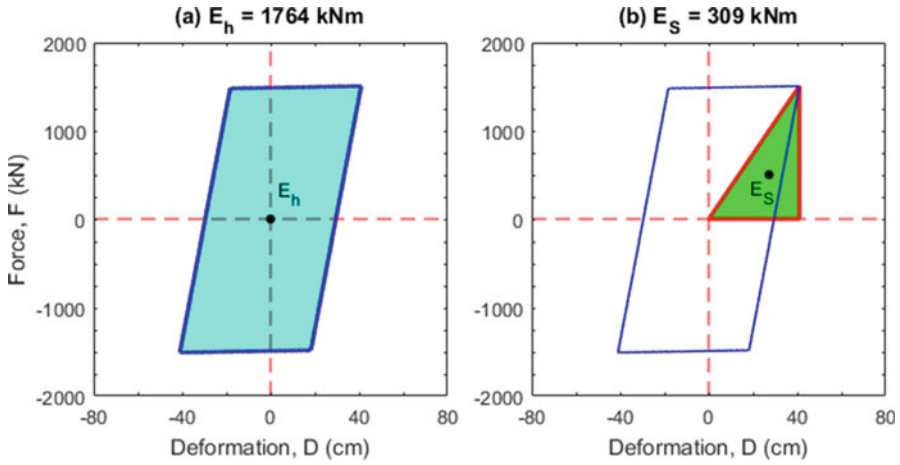 (a) E_h = 1764 kNm
(b) E_S = 309 kNm
Force, F (kN)
2000
1000
0
-1000
-2000
E_h
-80
-40
0
40
80
Deformation, D (cm)
2000
1000
0
-1000
-2000
E_S
-80
-40
0
40
80
Deformation, D (cm)